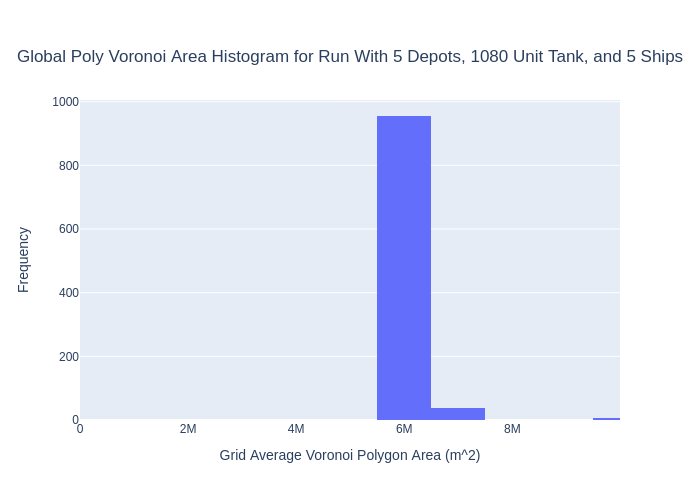 Global Poly Voronoi Area Histogram for Run With 5 Depots, 1080 Unit Tank, and 5 Ships
1000
800
600
400
200
0
Frequency
0 2M 4M 6M 8M
Grid Average Voronoi Polygon Area (m^2)